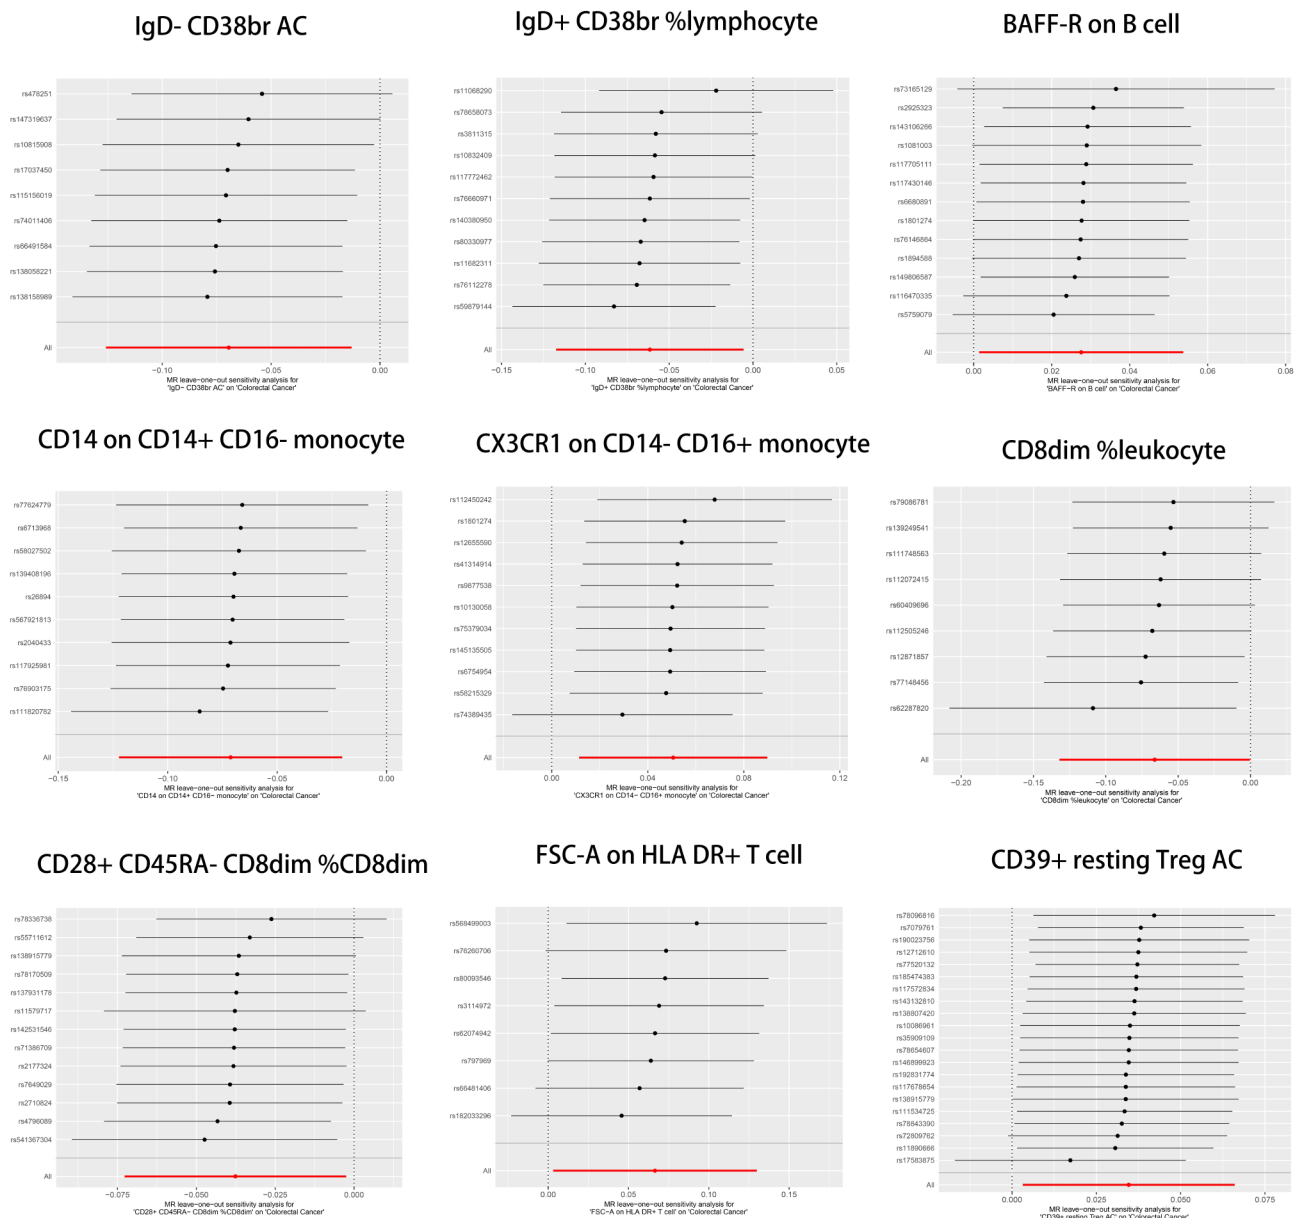 IgD- CD38br AC
rs478251
rs147319637
rs10815908
rs17037450
rs115156019
rs74011406
rs66491584
rs138058221
rs138158989
All
−0.10 −0.05 0.00
MR leave−one−out sensitivity analysis for
'IgD− CD38br AC' on 'Colorectal Cancer'
IgD+ CD38br %lymphocyte
rs11068290
rs78658073
rs3811315
rs10832409
rs117772462
rs76660971
rs140380950
rs80330977
rs11682311
rs76112278
rs59879144
All
−0.15 −0.10 −0.05 0.00 0.05
MR leave−one−out sensitivity analysis for
'IgD+ CD38br %lymphocyte' on 'Colorectal Cancer'
BAFF-R on B cell
rs73165129
rs2925323
rs143106266
rs1081003
rs117705111
rs117430146
rs6680891
rs1801274
rs76146864
rs1894588
rs149806587
rs116470335
rs5759079
All
0.00 0.02 0.04 0.06 0.08
MR leave−one−out sensitivity analysis for
'BAFF−R on B cell' on 'Colorectal Cancer'
CD14 on CD14+ CD16- monocyte
rs77624779
rs6713968
rs58027502
rs139408196
rs26894
rs567921813
rs2040433
rs117925981
rs76903175
rs111820782
All
−0.15 −0.10 −0.05 0.00
MR leave−one−out sensitivity analysis for
'CD14 on CD14+ CD16− monocyte' on 'Colorectal Cancer'
CX3CR1 on CD14- CD16+ monocyte
rs112450242
rs1801274
rs12655590
rs41314914
rs9877538
rs10130058
rs75379034
rs145135505
rs6754954
rs58215329
rs74389435
All
0.00 0.04 0.08 0.12
MR leave−one−out sensitivity analysis for
'CX3CR1 on CD14− CD16+ monocyte' on 'Colorectal Cancer'
CD8dim %leukocyte
rs79086781
rs139249541
rs111748563
rs112072415
rs60409696
rs112505246
rs12871857
rs77148456
rs62287820
All
−0.20 −0.15 −0.10 −0.05 0.00
MR leave−one−out sensitivity analysis for
'CD8dim %leukocyte' on 'Colorectal Cancer'
CD28+ CD45RA- CD8dim %CD8dim
rs78336738
rs55711612
rs138915779
rs78170509
rs137931178
rs11579717
rs142531546
rs71386709
rs2177324
rs7649029
rs2710824
rs4796089
rs541367304
All
−0.075 −0.050 −0.025 0.000
MR leave−one−out sensitivity analysis for
'CD28+ CD45RA− CD8dim %CD8dim' on 'Colorectal Cancer'
FSC-A on HLA DR+ T cell
rs569499003
rs76260706
rs80093546
rs3114972
rs62074942
rs797969
rs66481406
rs182033296
All
0.00 0.05 0.10 0.15
MR leave−one−out sensitivity analysis for
'FSC−A on HLA DR+ T cell' on 'Colorectal Cancer'
CD39+ resting Treg AC
rs78096816
rs7079761
rs190023756
rs12712610
rs77520132
rs185474383
rs117572834
rs143132810
rs138807420
rs10086961
rs35909109
rs78654607
rs146899923
rs192831774
rs117678654
rs138915779
rs111534725
rs78843390
rs72809762
rs11890666
rs17583875
All
0.000 0.025 0.050 0.075
MR leave−one−out sensitivity analysis for
'CD39+ resting Treg AC' on 'Colorectal Cancer'